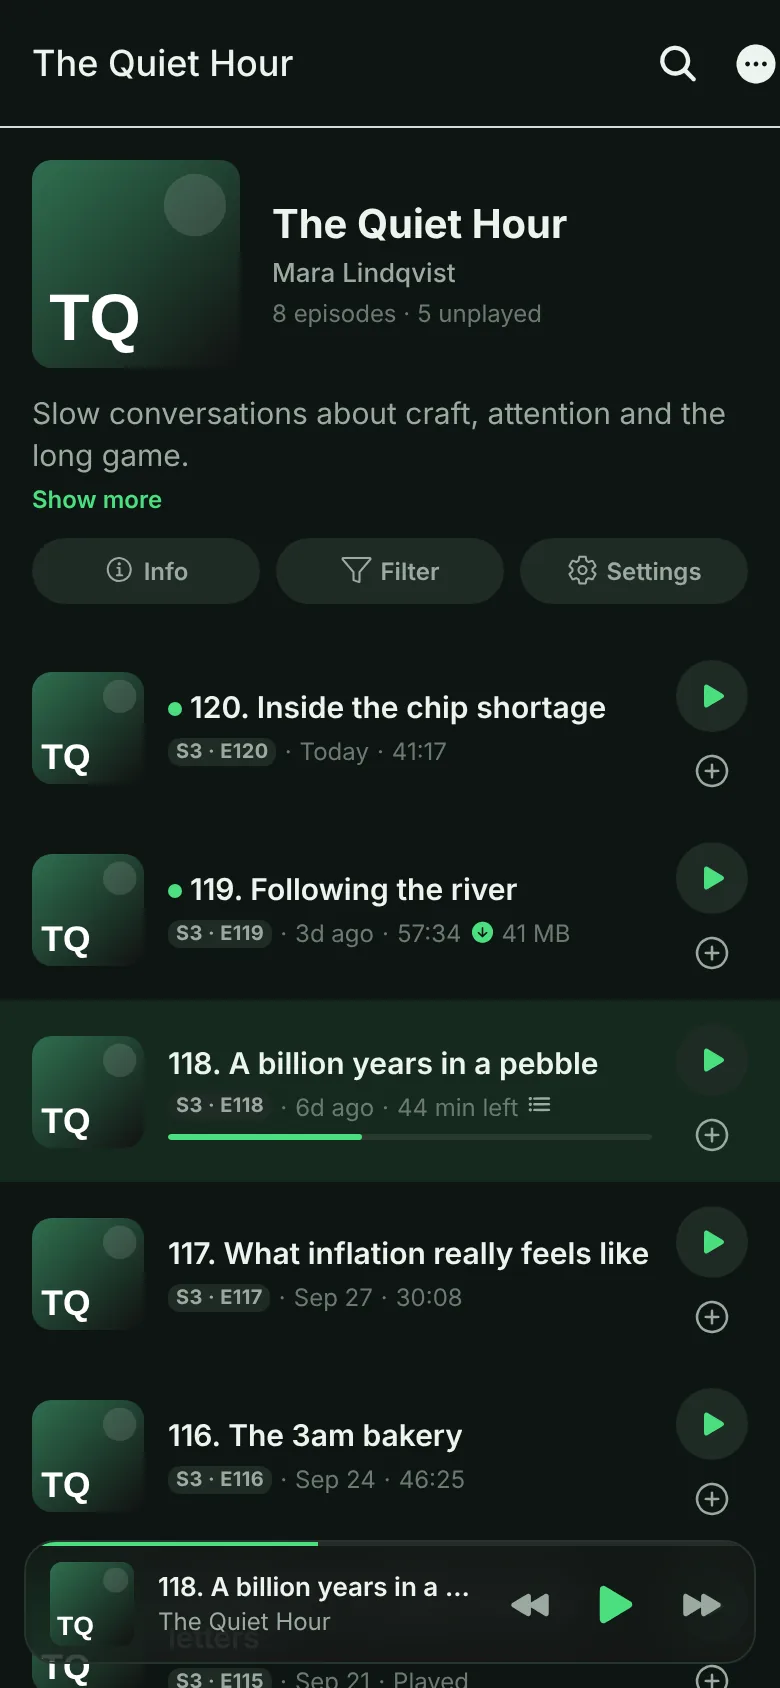 The Quiet Hour
TQ
The Quiet Hour
Mara Lindqvist
8 episodes · 5 unplayed
Slow conversations about craft, attention and the
long game.
Show more
Info
Filter
Settings
TQ
120. Inside the chip shortage
S3 · E120 · Today · 41:17
TQ
119. Following the river
S3 · E119 · 3d ago · 57:34 41 MB
TQ
118. A billion years in a pebble
S3 · E118 · 6d ago · 44 min left
TQ
117. What inflation really feels like
S3 · E117 · Sep 27 · 30:08
TQ
116. The 3am bakery
S3 · E116 · Sep 24 · 46:25
TQ
118. A billion years in a ...
The Quiet Hour
letters
TQ
S3 · E115 · Sep 21 · Played